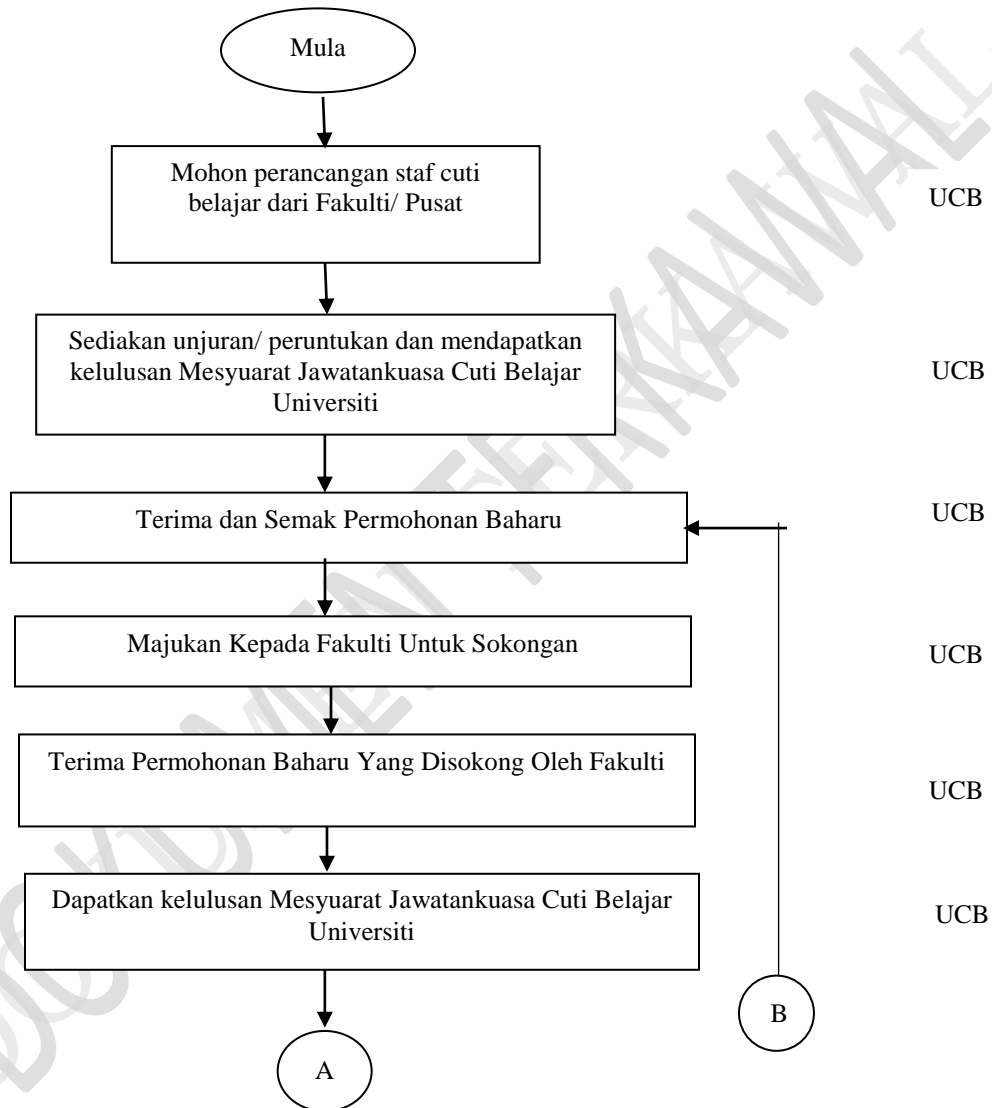 Mula
Mohon perancangan staf cuti
belajar dari Fakulti/ Pusat
UCB
Sediakan unjuran/ peruntukan dan mendapatkan
kelulusan Mesyuarat Jawatankuasa Cuti Belajar
Universiti
UCB
Terima dan Semak Permohonan Baharu
UCB
Majukan Kepada Fakulti Untuk Sokongan
UCB
Terima Permohonan Baharu Yang Disokong Oleh Fakulti
UCB
Dapatkan kelulusan Mesyuarat Jawatankuasa Cuti Belajar
Universiti
UCB
B
A
DOKUMEN TERKAWAL